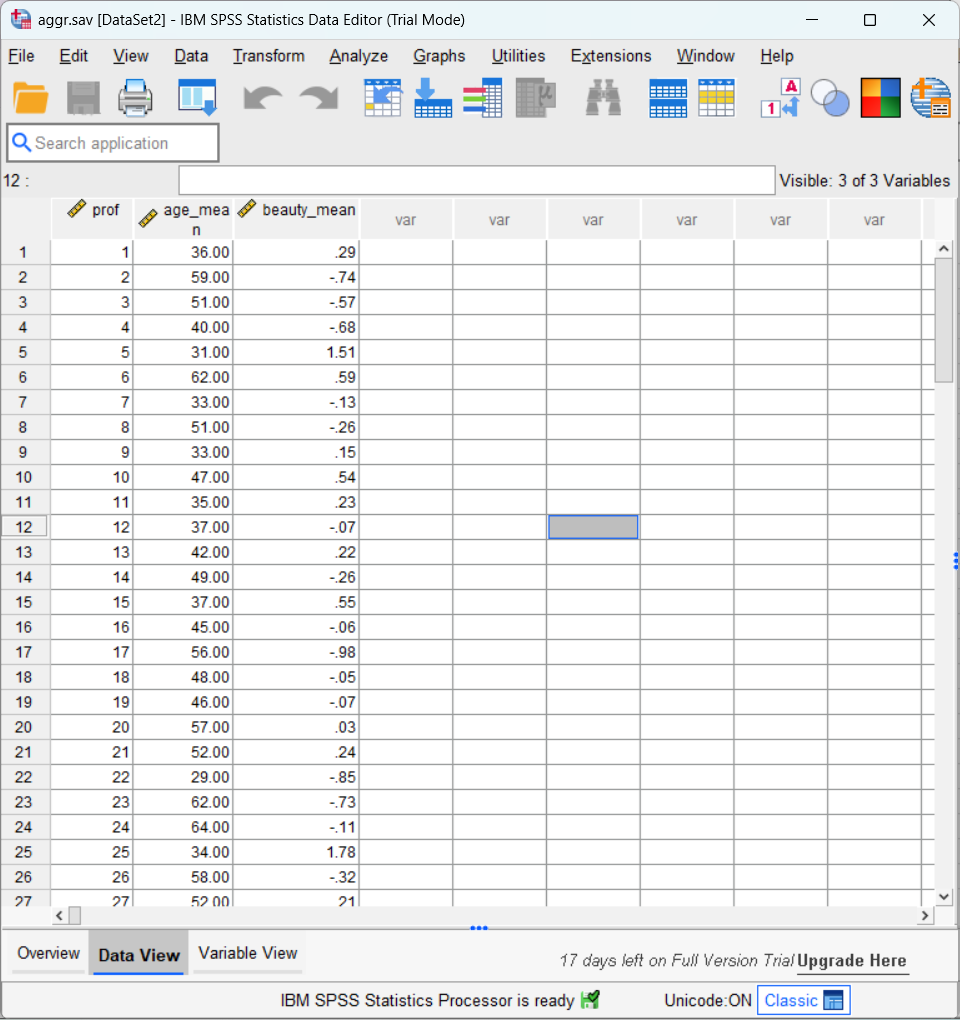 aggr.sav [DataSet2] - IBM SPSS Statistics Data Editor (Trial Mode)
File Edit View Data Transform Analyze Graphs Utilities Extensions Window Help
A
1
µ
Search application
12 : Visible: 3 of 3 Variables
prof age_mea
n beauty_mean var var var var var var
1 1 36.00 .29
2 2 59.00 -.74
3 3 51.00 -.57
4 4 40.00 -.68
5 5 31.00 1.51
6 6 62.00 .59
7 7 33.00 -.13
8 8 51.00 -.26
9 9 33.00 .15
10 10 47.00 .54
11 11 35.00 .23
12 12 37.00 -.07
13 13 42.00 .22
14 14 49.00 -.26
15 15 37.00 .55
16 16 45.00 -.06
17 17 56.00 -.98
18 18 48.00 -.05
19 19 46.00 -.07
20 20 57.00 .03
21 21 52.00 .24
22 22 29.00 -.85
23 23 62.00 -.73
24 24 64.00 -.11
25 25 34.00 1.78
26 26 58.00 -.32
27 27 52.00 .21
Overview Data View Variable View
17 days left on Full Version Trial Upgrade Here
IBM SPSS Statistics Processor is ready Unicode:ON Classic